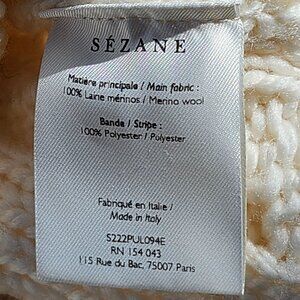 SÉZANE
Matière principale / Main fabric :
100% Laine mérinos / Merino wool
Bande / Stripe :
100% Polyester / Polyester
Fabriqué en Italie /
Made in Italy
S222PUL094E
RN 154 043
115 Rue du Bac, 75007 Paris